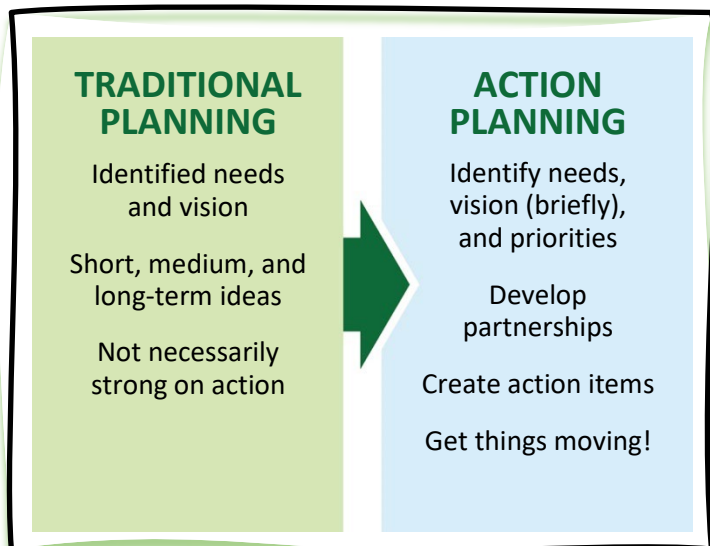 TRADITIONAL
PLANNING
Identified needs
and vision
Short, medium, and
long-term ideas
Not necessarily
strong on action
ACTION
PLANNING
Identify needs,
vision (briefly),
and priorities
Develop
partnerships
Create action items
Get things moving!